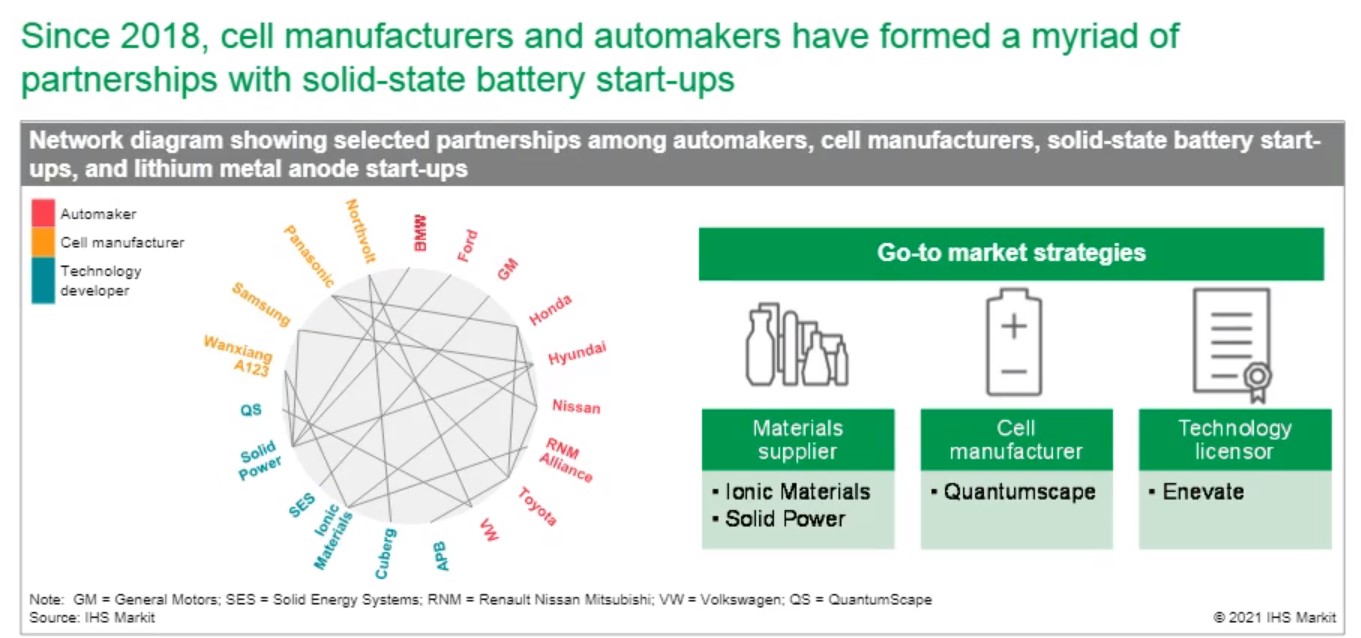 Since 2018, cell manufacturers and automakers have formed a myriad of
partnerships with solid-state battery start-ups
Network diagram showing selected partnerships among automakers, cell manufacturers, solid-state battery start-
ups, and lithium metal anode start-ups
Automaker
Cell manufacturer
Technology
developer
Northvolt
BMW
Ford
GM
Honda
Hyundai
Nissan
RNM
Alliance
Toyota
VW
APB
Cuberg
Ionic
Materials
SES
Solid
Power
QS
Wanxiang
A123
Samsung
Panasonic
Go-to market strategies
Materials
supplier
▪ Ionic Materials
▪ Solid Power
Cell
manufacturer
▪ Quantumscape
Technology
licensor
▪ Enevate
Note: GM = General Motors; SES = Solid Energy Systems; RNM = Renault Nissan Mitsubishi; VW = Volkswagen; QS = QuantumScape
Source: IHS Markit
© 2021 IHS Markit